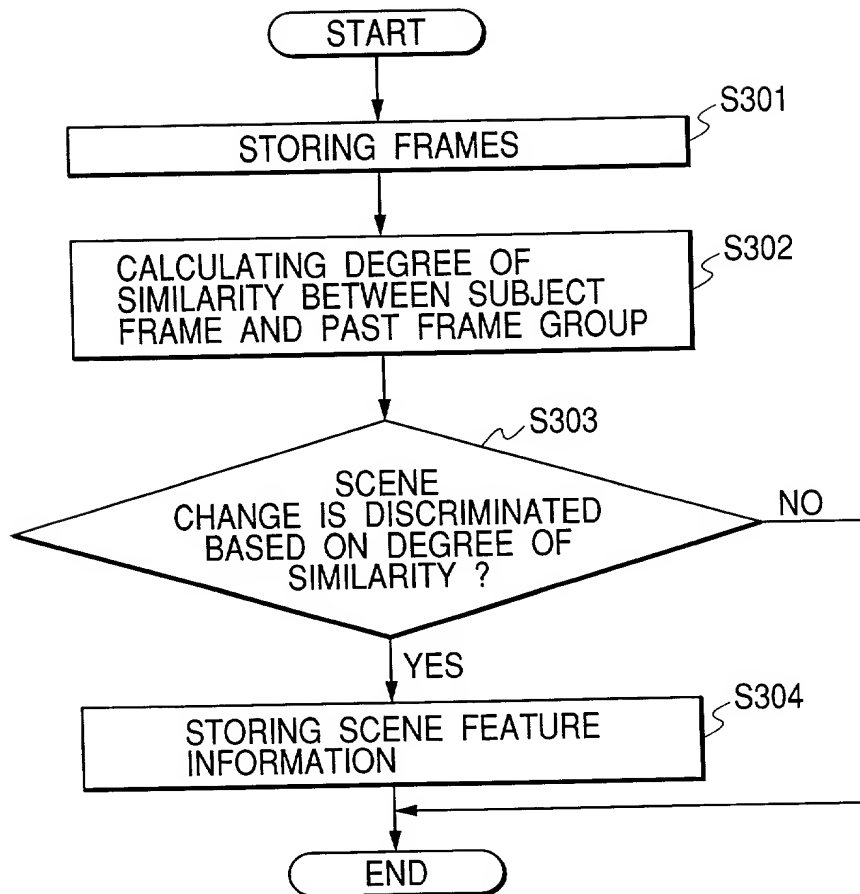 START
S301
STORING FRAMES
S302
CALCULATING DEGREE OF
SIMILARITY BETWEEN SUBJECT
FRAME AND PAST FRAME GROUP
S303
SCENE
CHANGE IS DISCRIMINATED
BASED ON DEGREE OF
SIMILARITY ?
NO
YES
S304
STORING SCENE FEATURE
INFORMATION
END